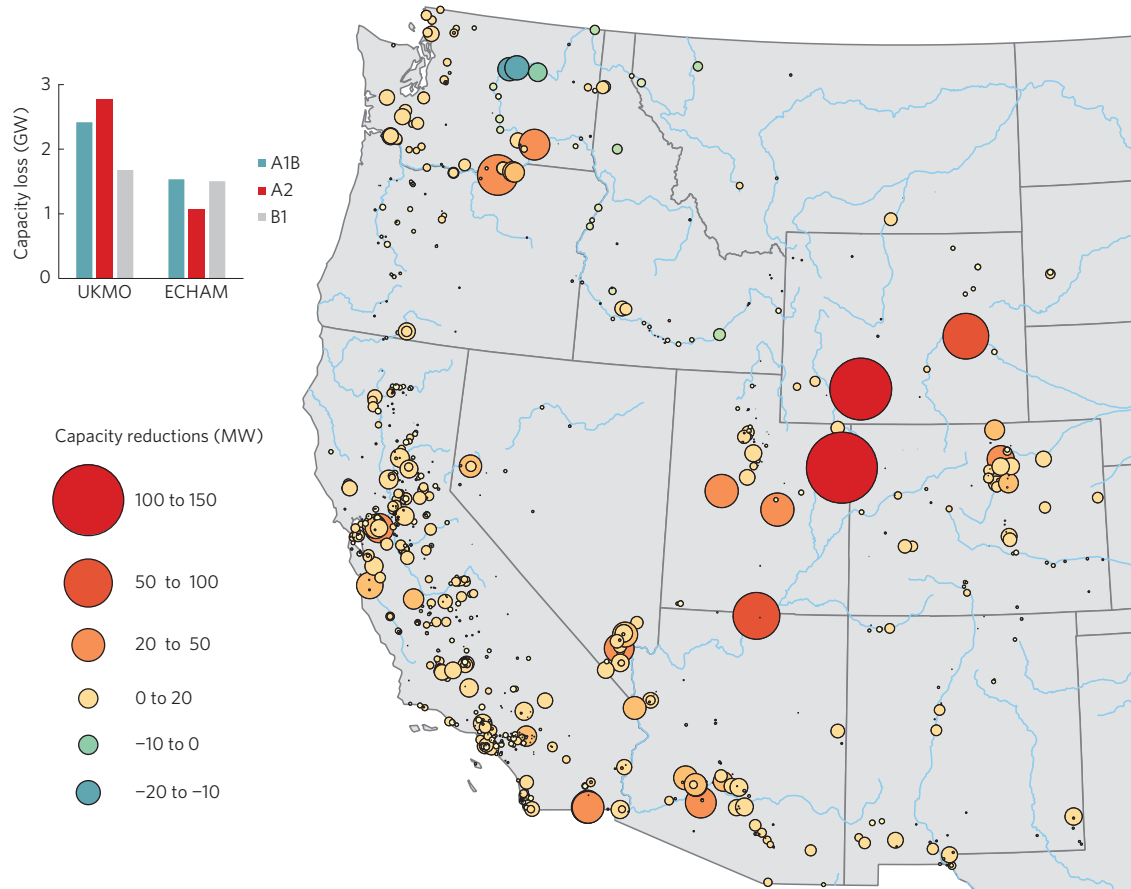 Capacity loss (GW)
3
2
1
0
UKMO
ECHAM
A1B
A2
B1
Capacity reductions (MW)
100 to 150
50 to 100
20 to 50
0 to 20
−10 to 0
−20 to −10